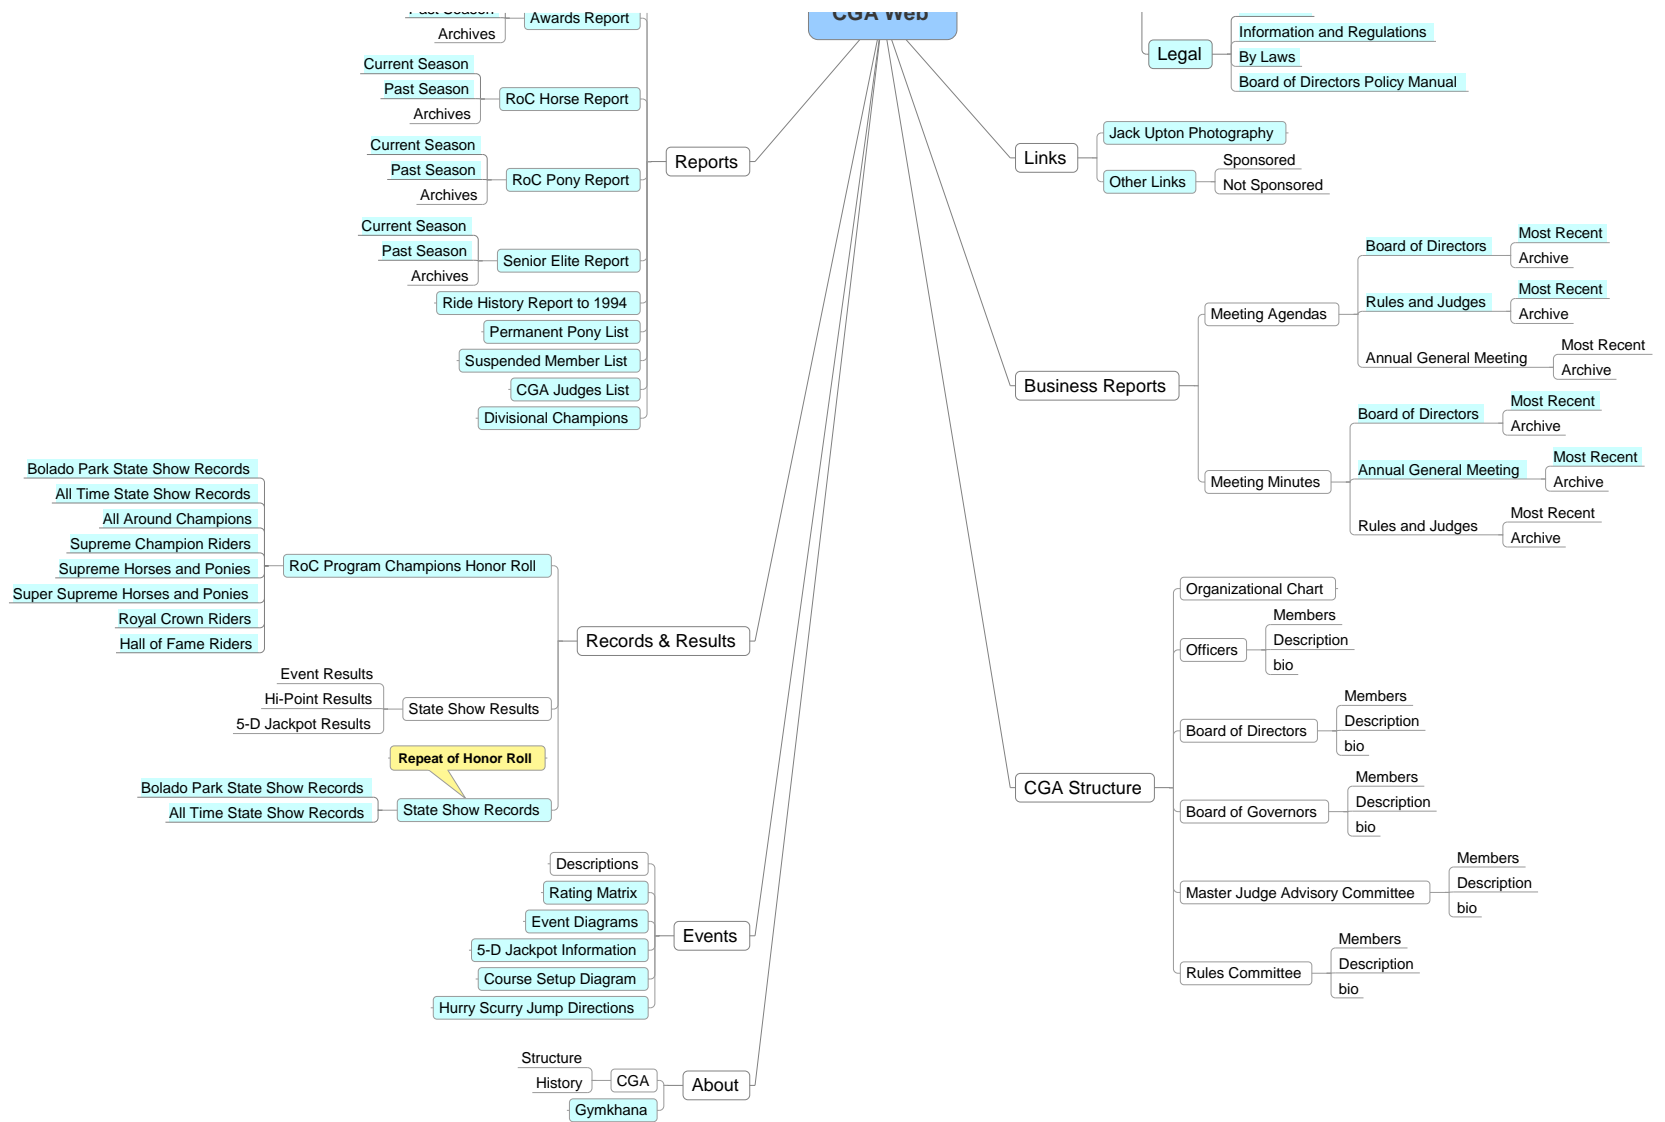 CGA Web
Past Season
Archives
Awards Report
Current Season
Past Season
Archives
RoC Horse Report
Current Season
Past Season
Archives
RoC Pony Report
Current Season
Past Season
Archives
Senior Elite Report
Ride History Report to 1994
Permanent Pony List
Suspended Member List
CGA Judges List
Divisional Champions
Reports
Bolado Park State Show Records
All Time State Show Records
All Around Champions
Supreme Champion Riders
Supreme Horses and Ponies
Super Supreme Horses and Ponies
Royal Crown Riders
Hall of Fame Riders
RoC Program Champions Honor Roll
Event Results
Hi-Point Results
5-D Jackpot Results
State Show Results
Repeat of Honor Roll
Bolado Park State Show Records
All Time State Show Records
State Show Records
Records & Results
Descriptions
Rating Matrix
Event Diagrams
5-D Jackpot Information
Course Setup Diagram
Hurry Scurry Jump Directions
Events
Structure
History
CGA
Gymkhana
About
Legal
Information and Regulations
By Laws
Board of Directors Policy Manual
Links
Jack Upton Photography
Other Links
Sponsored
Not Sponsored
Business Reports
Meeting Agendas
Board of Directors
Most Recent
Archive
Rules and Judges
Most Recent
Archive
Annual General Meeting
Most Recent
Archive
Meeting Minutes
Board of Directors
Most Recent
Archive
Annual General Meeting
Most Recent
Archive
Rules and Judges
Most Recent
Archive
CGA Structure
Organizational Chart
Officers
Members
Description
bio
Board of Directors
Members
Description
bio
Board of Governors
Members
Description
bio
Master Judge Advisory Committee
Members
Description
bio
Rules Committee
Members
Description
bio